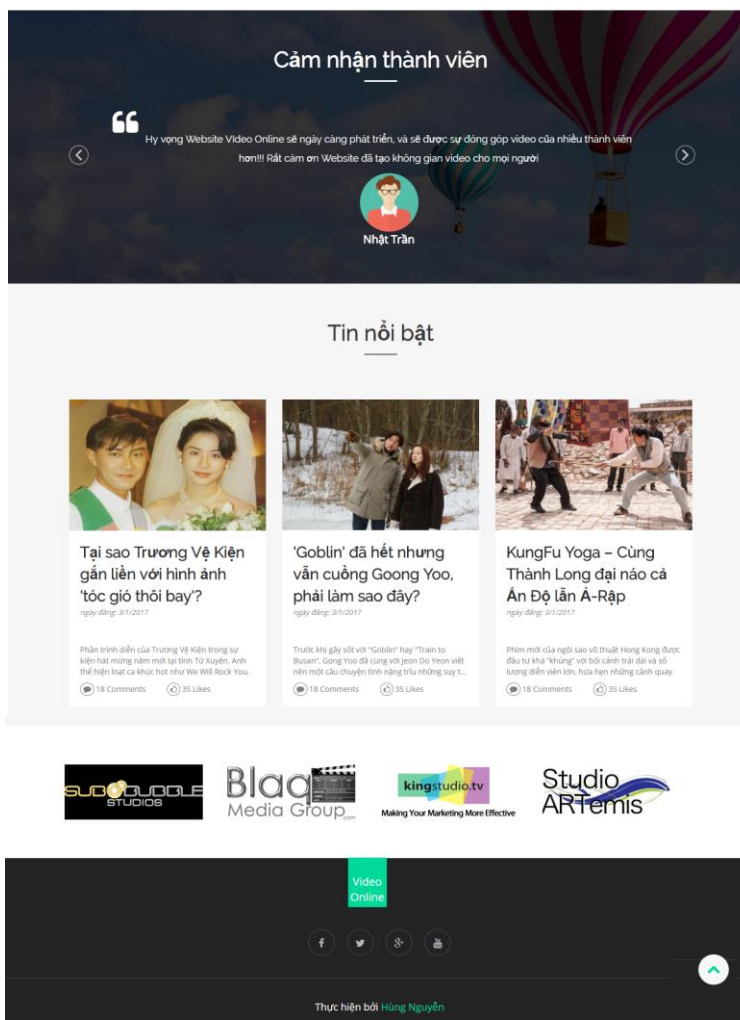 Cảm nhận thành viên
Hy vọng Website VIdeo Online sẽ ngày càng phát triển, và sẽ được sự đóng góp video của nhiều thành viên
hơn!!! Rất cảm ơn Website đã tạo không gian video cho mọi người
Nhật Trần
Tin nổi bật
Tại sao Trương Vệ Kiện
gắn liền với hình ảnh
'tóc gió thôi bay'?
ngày đăng: 3/1/2017
Phần trình diễn của Trương Vệ Kiện trong sự
kiện hát mừng năm mới tại tỉnh Tứ Xuyên. Anh
thể hiện loạt ca khúc hot như We Will Rock You,
18 Comments 35 Likes
'Goblin' đã hết nhưng
vẫn cuồng Goong Yoo,
phải làm sao đây?
ngày đăng: 3/1/2017
Trước khi gây sốt với "Goblin" hay "Train to
Busan", Gong Yoo đã cùng với Jeon Do Yeon viết
nên một câu chuyện tình nặng trĩu những suy t...
18 Comments 35 Likes
KungFu Yoga – Cùng
Thành Long đại náo cả
Ấn Độ lẫn Ả-Rập
ngày đăng: 3/1/2017
Phim mới của ngôi sao võ thuật Hong Kong được
đầu tư khá "khủng" với bối cảnh trải dài và số
lượng diễn viên lớn, hứa hẹn những cảnh quay
18 Comments 35 Likes
SUBOBUBBLE
STUDIOS
Blaq
Media Group.com
kingstudio.tv
Making Your Marketing More Effective
Studio
ARTemis
Video
Online
Thực hiện bởi Hùng Nguyễn